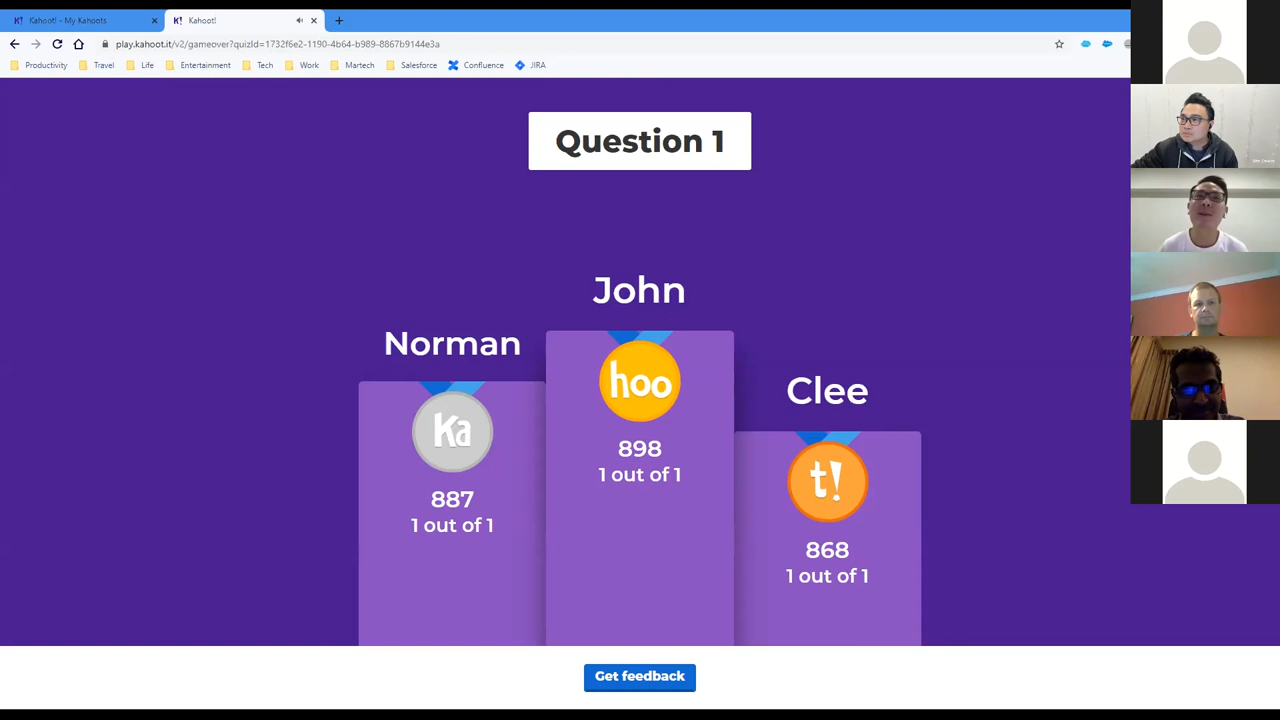 Kahoot! - My Kahoots
Kahoot!
play.kahoot.it/v2/gameover?quizId=1732f6e2-1190-4b64-b989-8867b9144e3a
Productivity
Travel
Life
Entertainment
Tech
Work
Martech
Salesforce
Confluence
JIRA
Question 1
John
Norman
Clee
hoo
Ka
t!
898
1 out of 1
887
1 out of 1
868
1 out of 1
Get feedback